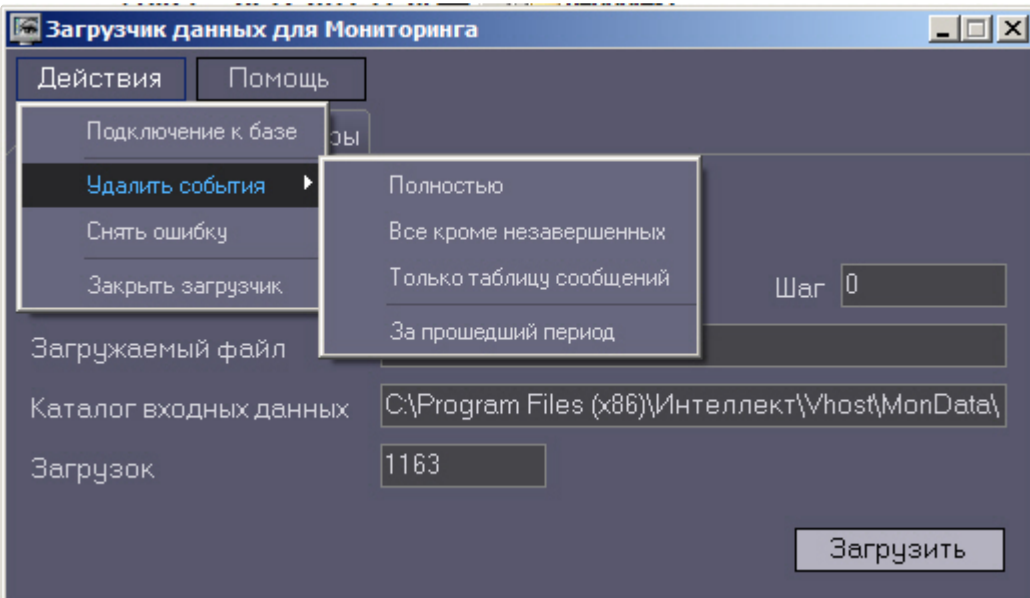 Загрузчик данных для Мониторинга
Действия
Помощь
Подключение к базе
ры
Удалить события
Полностью
Снять ошибку
Все кроме незавершенных
Закрыть загрузчик
Только таблицу сообщений
За прошедший период
Шаг 0
Загружаемый файл
Каталог входных данных C:\Program Files (x86)\Интеллект\Vhost\MonData\
Загрузок 1163
Загрузить